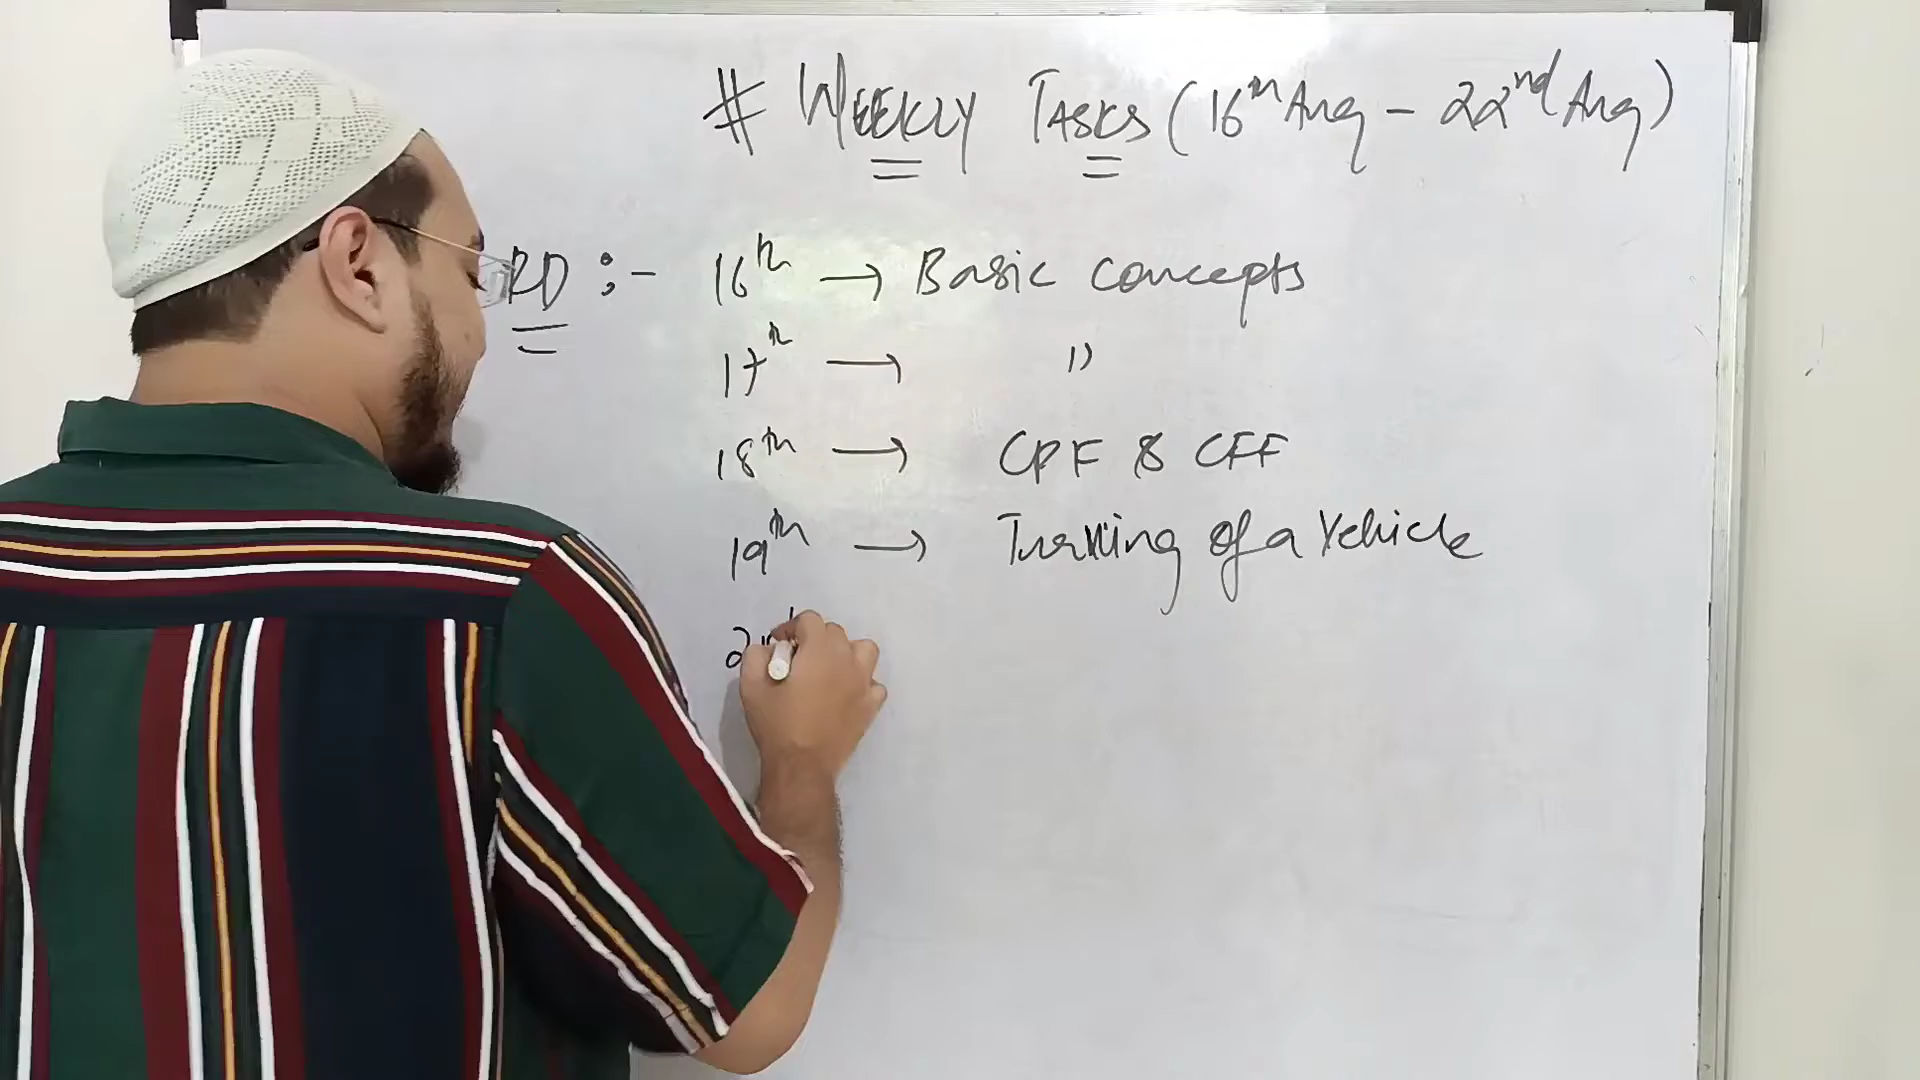 # WEEKLY TASKS (16th Aug - 22nd Aug)
RD :- 16th → Basic concepts
17th → "
18th → CPF & CFF
19th → Turning of a Vehicle